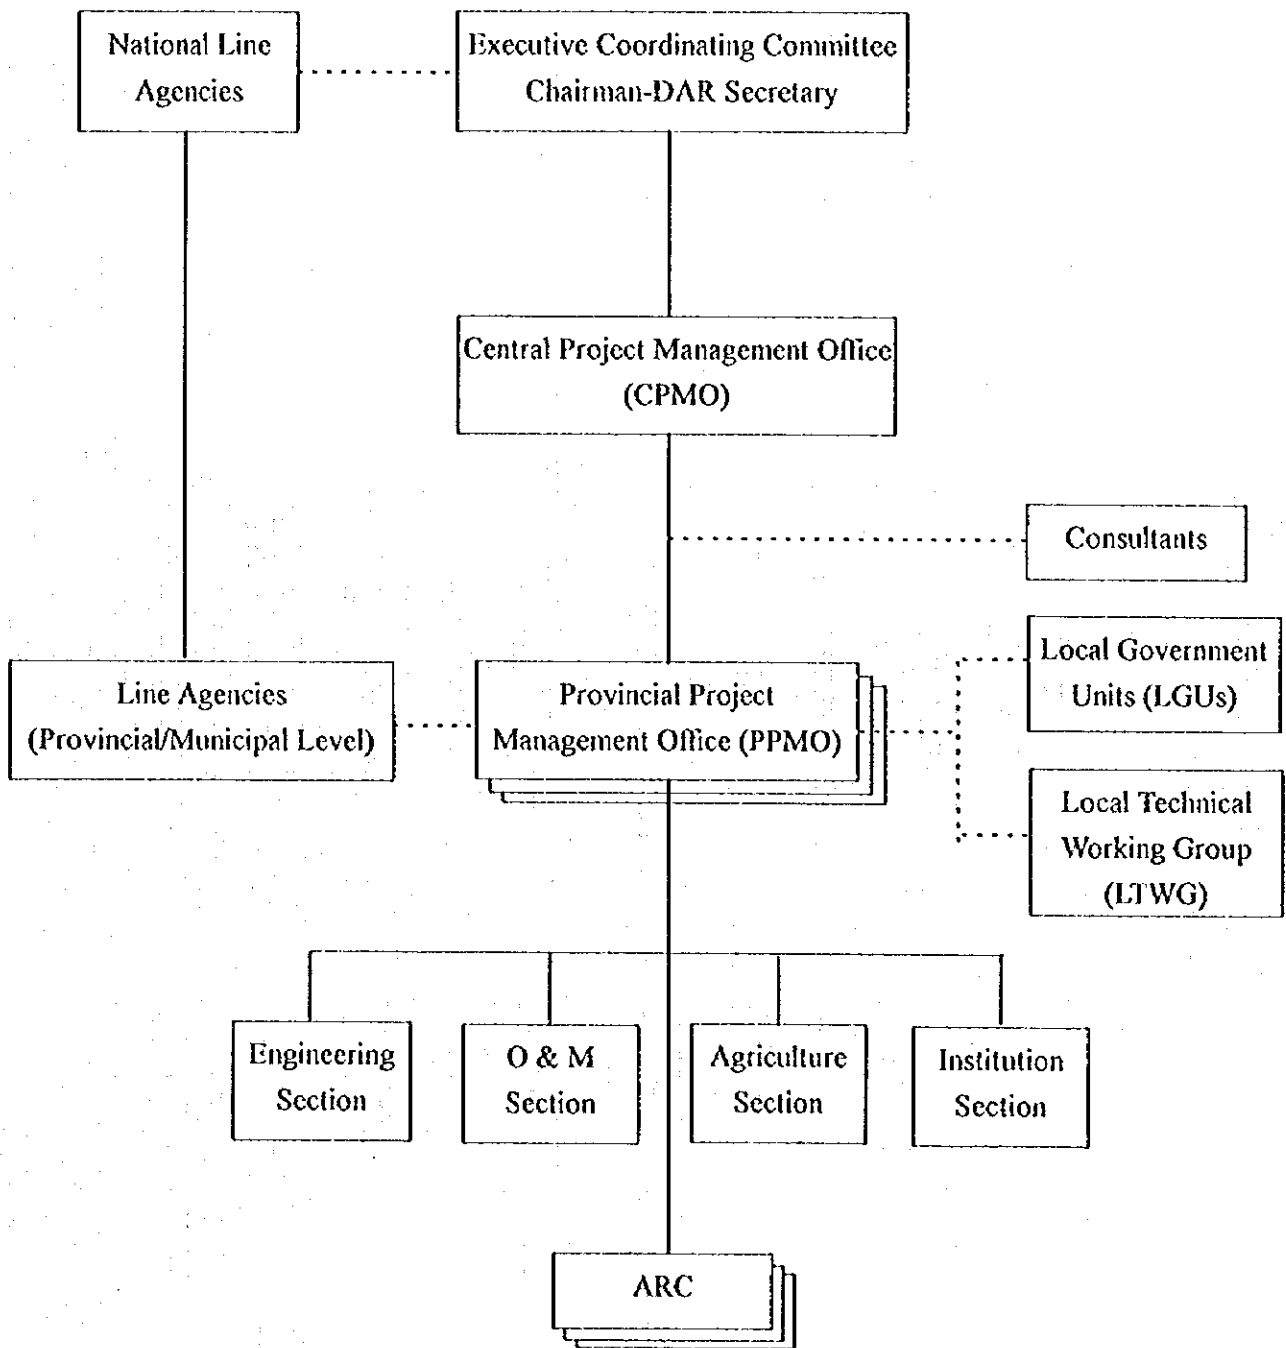 National Line
Agencies
Executive Coordinating Committee
Chairman-DAR Secretary
Central Project Management Office
(CPMO)
Consultants
Line Agencies
(Provincial/Municipal Level)
Provincial Project
Management Office (PPMO)
Local Government
Units (LGUs)
Local Technical
Working Group
(LTWG)
Engineering
Section
O & M
Section
Agriculture
Section
Institution
Section
ARC